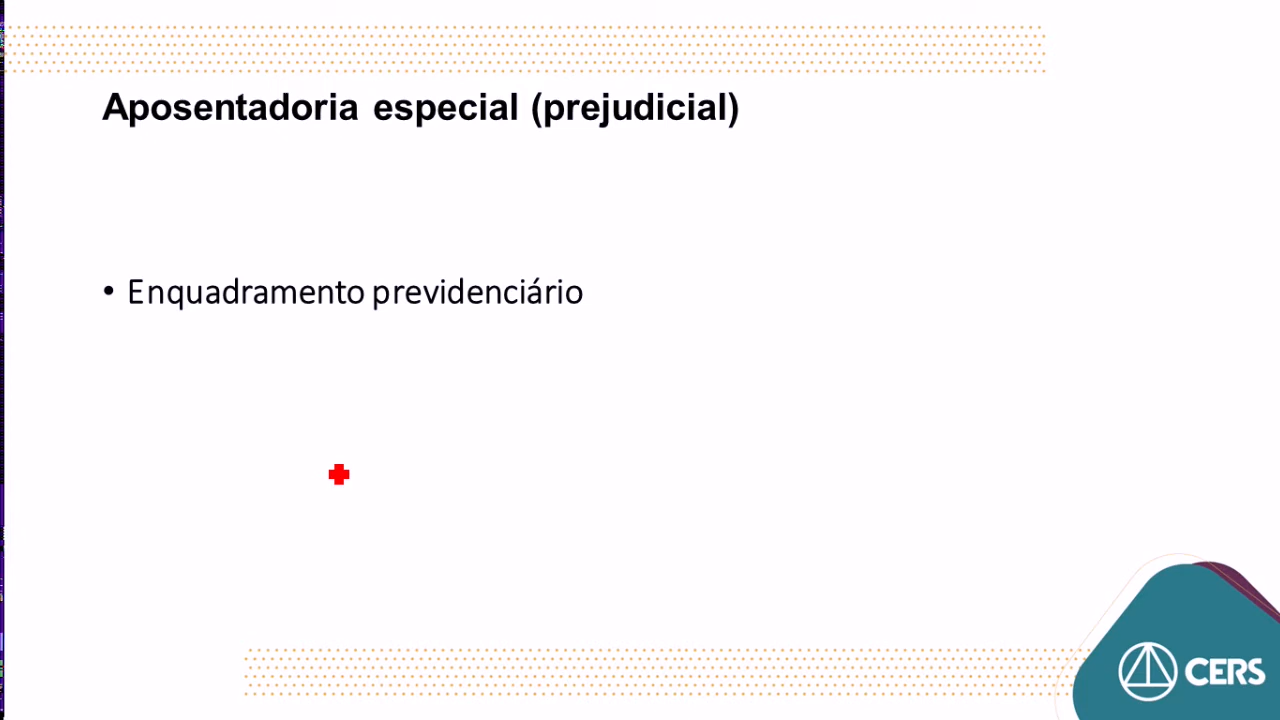 Aposentadoria especial (prejudicial)
• Enquadramento previdenciário
CERS